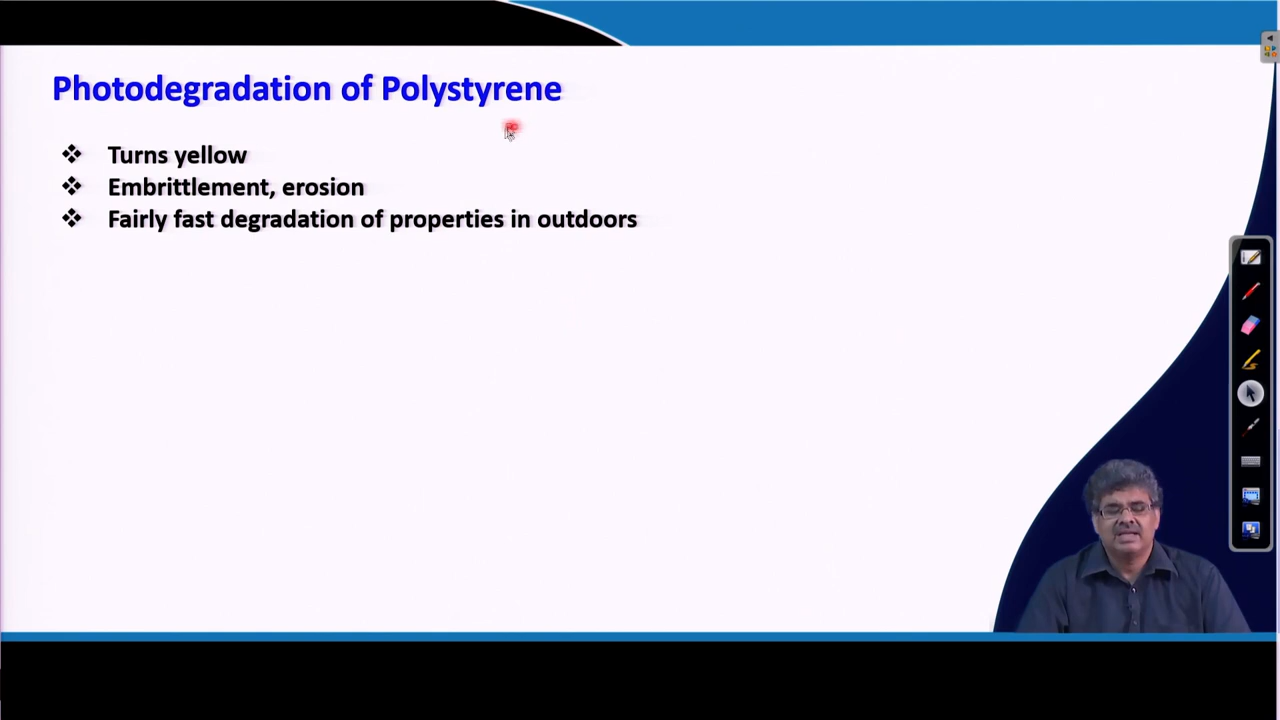 Photodegradation of Polystyrene
❖ Turns yellow
❖ Embrittlement, erosion
❖ Fairly fast degradation of properties in outdoors